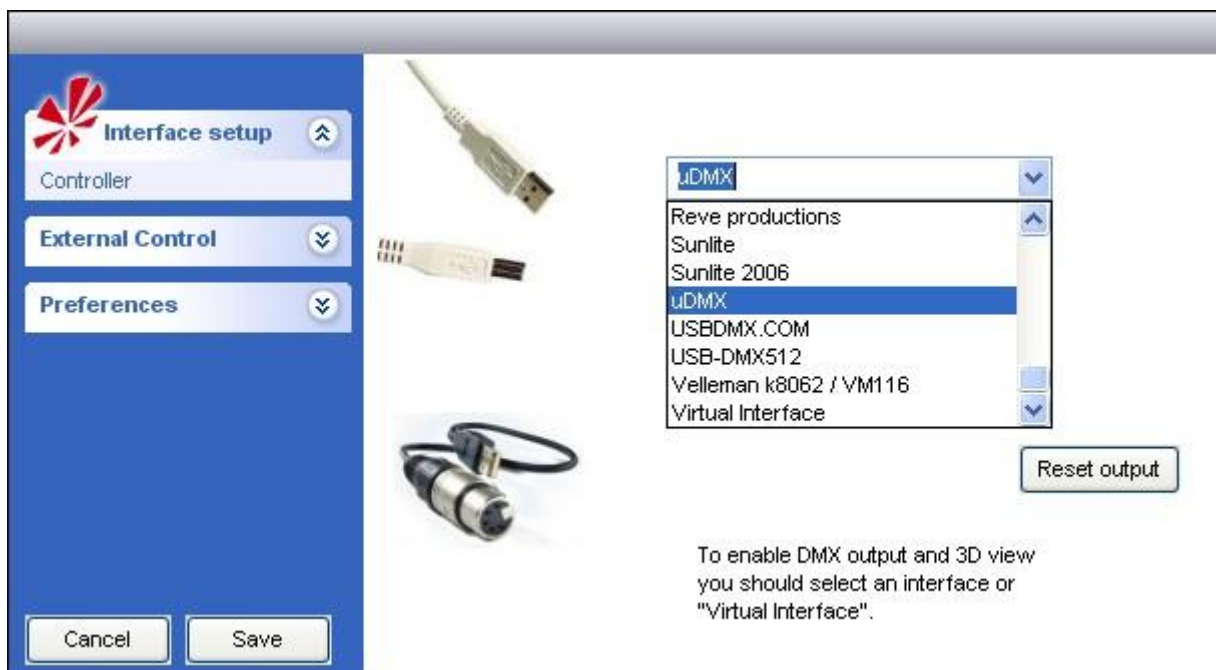 Interface setup
Controller
External Control
Preferences
Cancel
Save
uDMX
Reve productions
Sunlite
Sunlite 2006
uDMX
USBDMX.COM
USB-DMX512
Velleman k8062 / VM116
Virtual Interface
Reset output
To enable DMX output and 3D view
you should select an interface or
"Virtual Interface".